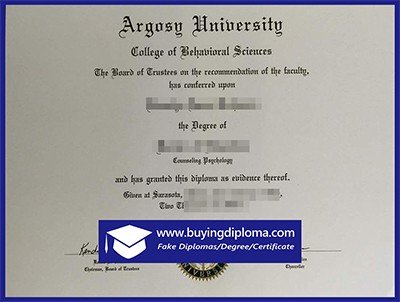 Argosy University
College of Behavioral Sciences
The Board of Trustees on the recommendation of the faculty,
has conferred upon
the Degree of
Counseling Psychology
and has granted this diploma as evidence thereof.
Given at Sarasota,
Two
www.buyingdiploma.com
Fake Diplomas/Degree/Certificate
Chairman, Board of Trustees
Chancellor